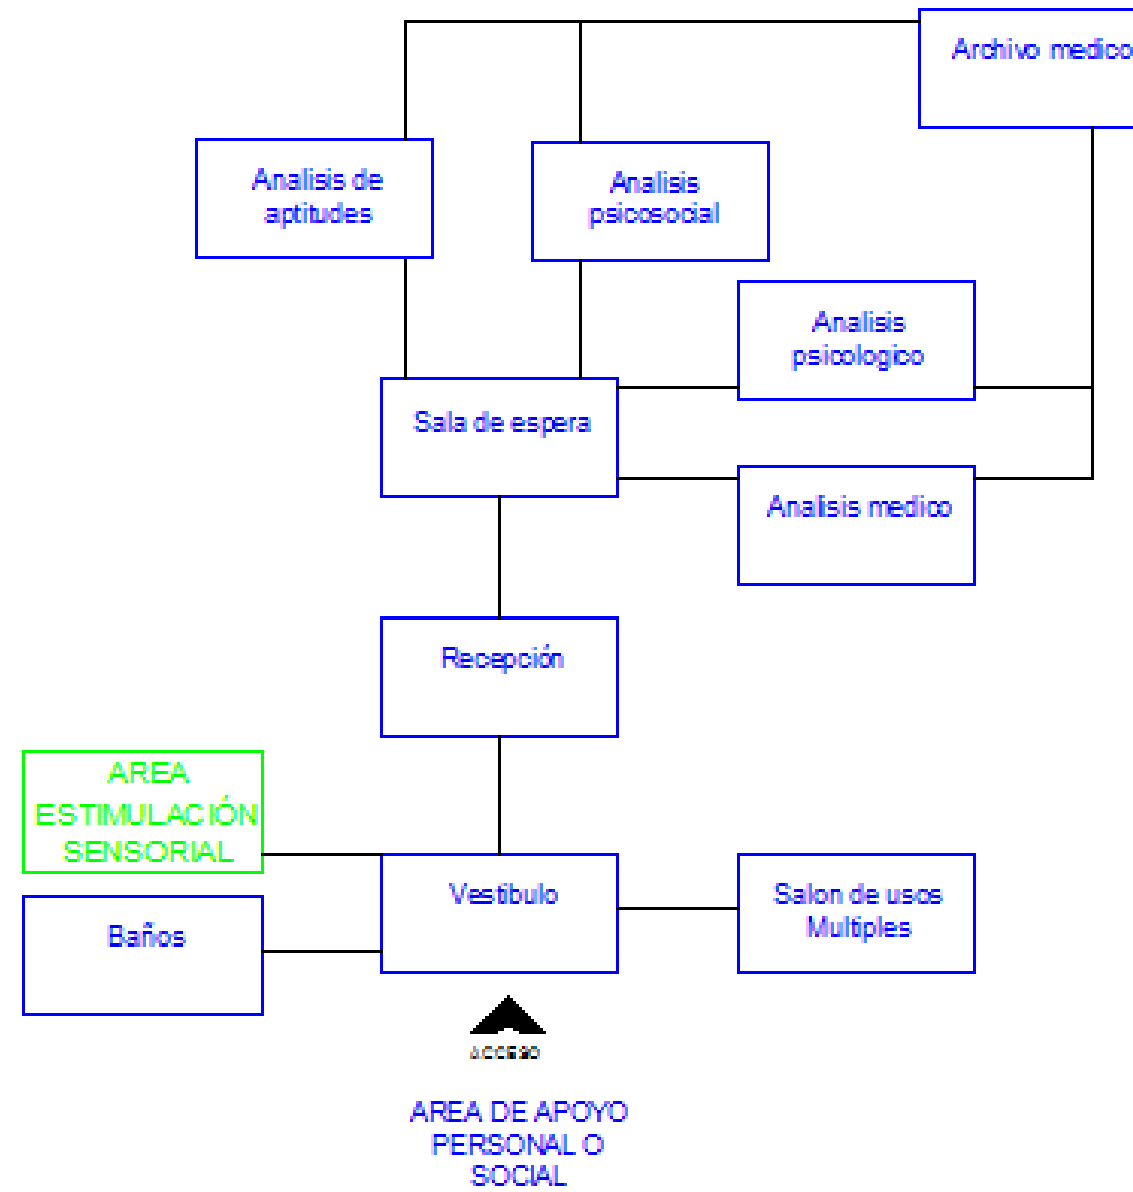 Archivo medico
Analisis de
aptitudes
Analisis
psicosocial
Analisis
psicologico
Sala de espera
Analisis medico
Recepción
AREA
ESTIMULACIÓN
SENSORIAL
Vestibulo
Salon de usos
Multiples
Baños
ACCESO
AREA DE APOYO
PERSONAL O
SOCIAL